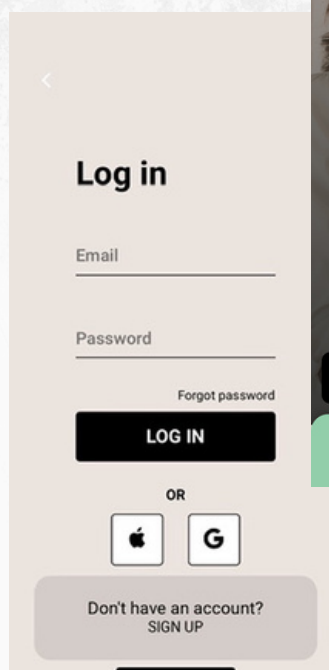 Log in
Email
Password
Forgot password
LOG IN
OR
G
Don't have an account?
SIGN UP